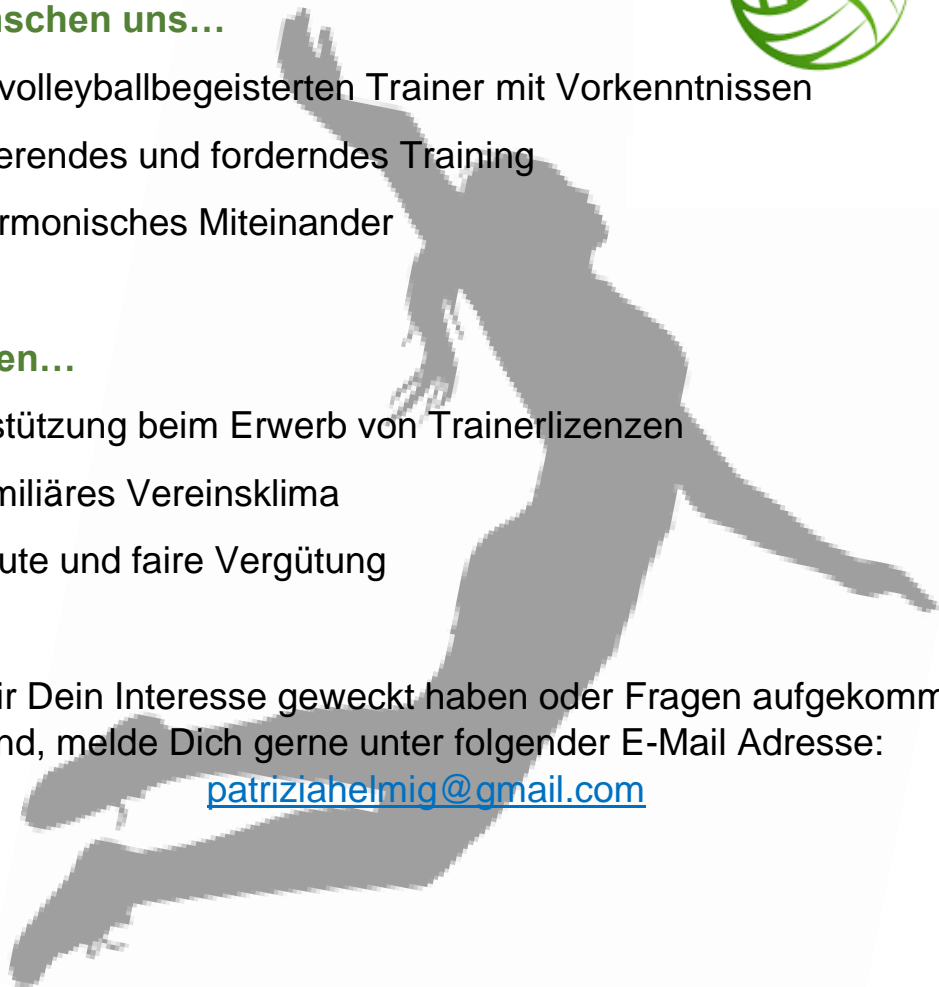 nschen uns…
volleyballbegeisterten Trainer mit Vorkenntnissen
erendes und forderndes Training
rmonisches Miteinander
en…
stützung beim Erwerb von Trainerlizenzen
miliäres Vereinsklima
ute und faire Vergütung
ir Dein Interesse geweckt haben oder Fragen aufgekomm
nd, melde Dich gerne unter folgender E-Mail Adresse:
patriziahelmig@gmail.com